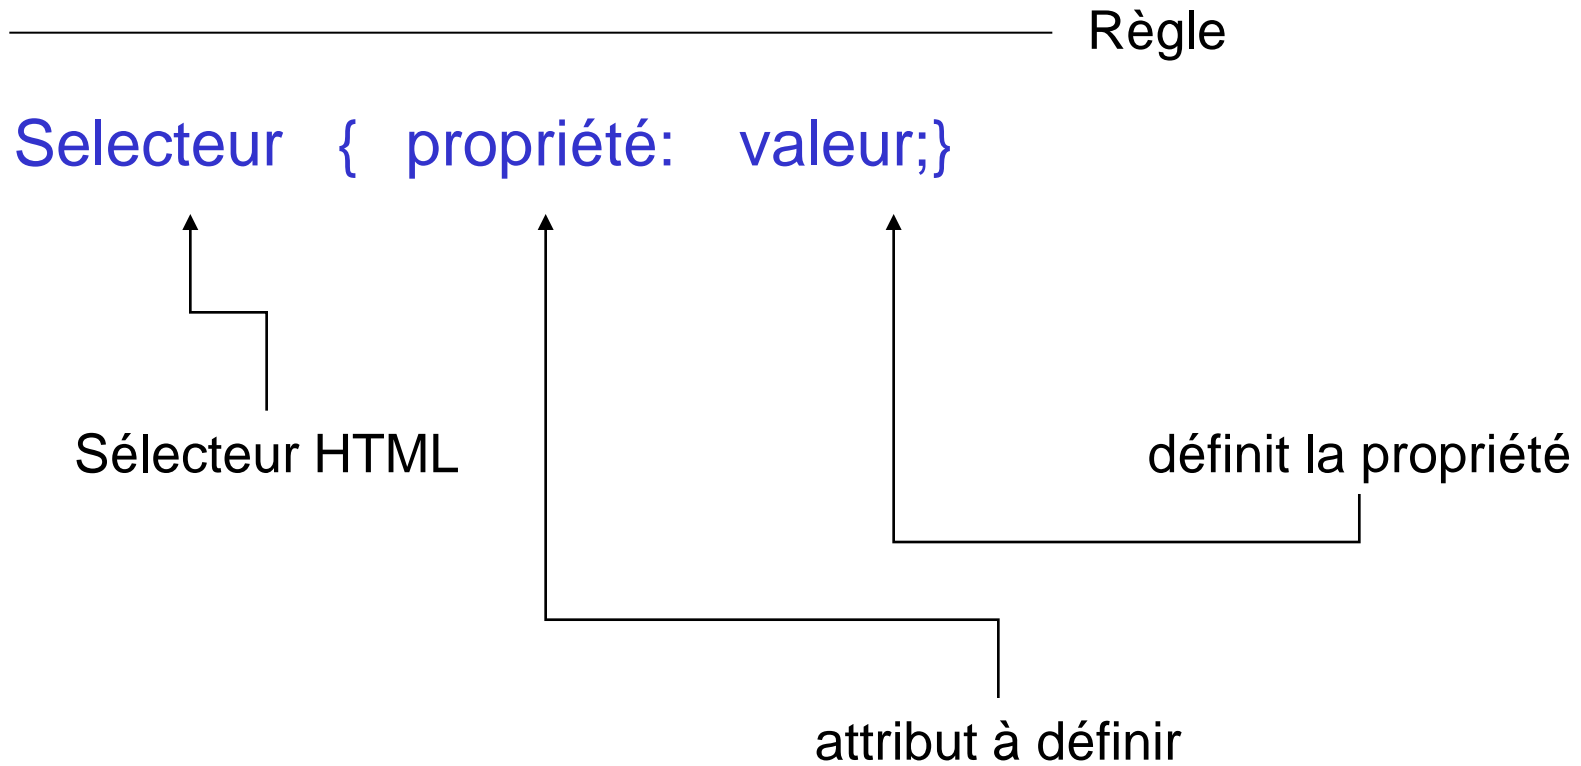 Règle
Selecteur { propriété: valeur;}
Sélecteur HTML
définit la propriété
attribut à définir